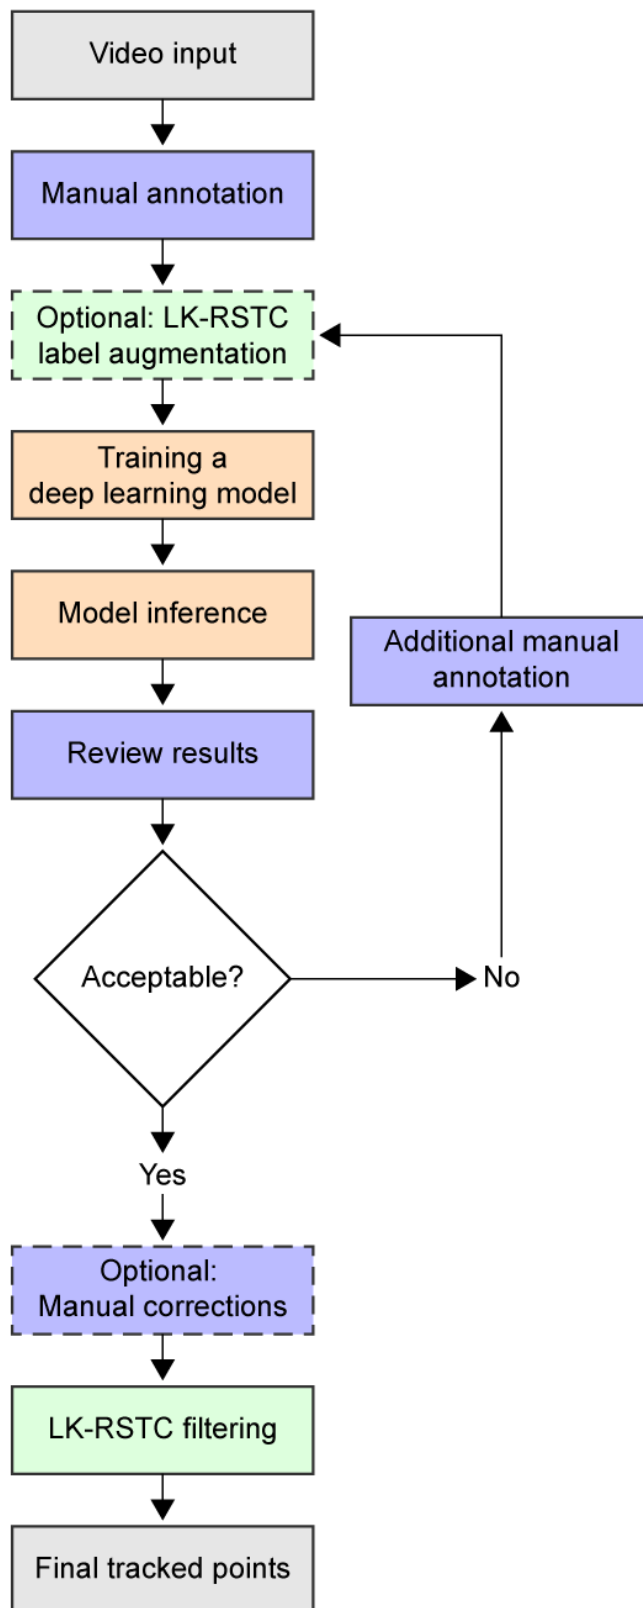 Video input
Manual annotation
Optional: LK-RSTC
label augmentation
Training a
deep learning model
Model inference
Additional manual
annotation
Review results
Acceptable?
No
Yes
Optional:
Manual corrections
LK-RSTC filtering
Final tracked points